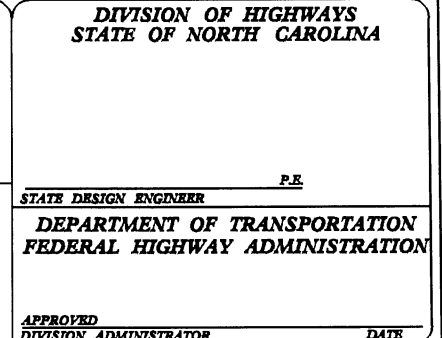 DIVISION OF HIGHWAYS
STATE OF NORTH CAROLINA
P.E.
STATE DESIGN ENGINEER
DEPARTMENT OF TRANSPORTATION
FEDERAL HIGHWAY ADMINISTRATION
APPROVED
DIVISION ADMINISTRATOR DATE